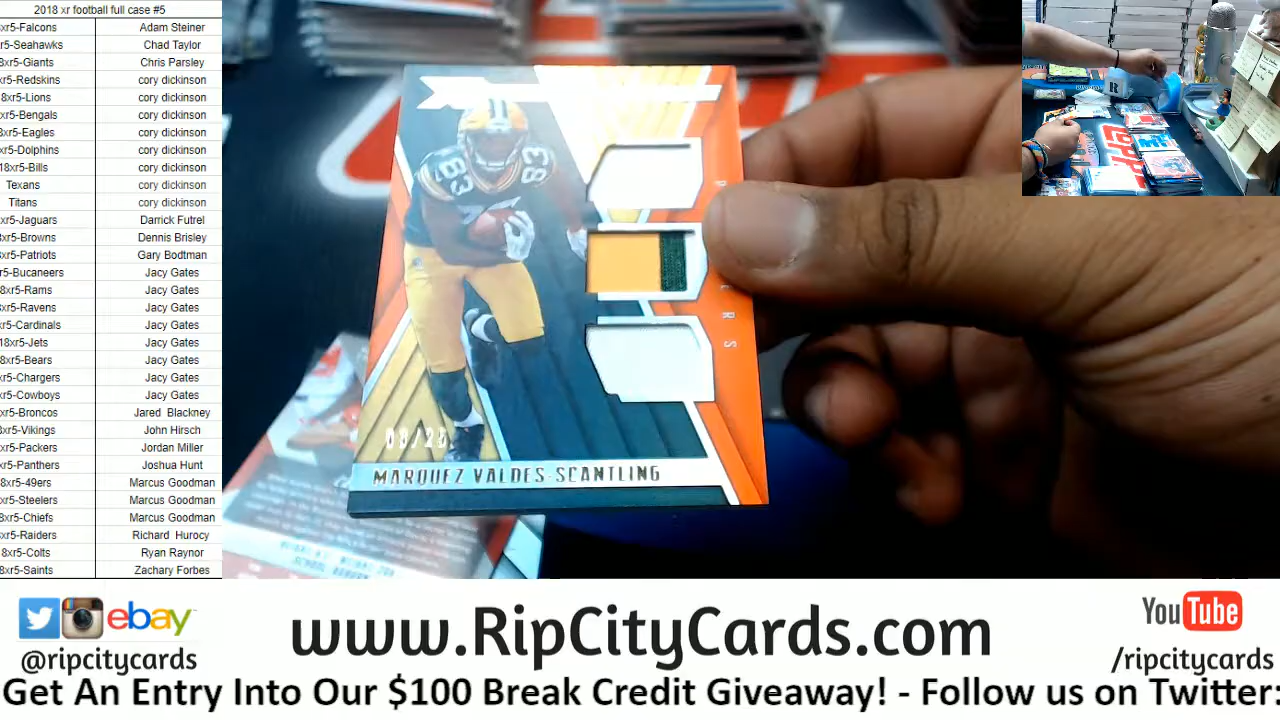 2018 xr football full case #5
xr5-Falcons Adam Steiner
r5-Seahawks Chad Taylor
8xr5-Giants Chris Parsley
xr5-Redskins cory dickinson
8xr5-Lions cory dickinson
xr5-Bengals cory dickinson
8xr5-Eagles cory dickinson
xr5-Dolphins cory dickinson
18xr5-Bills cory dickinson
Texans cory dickinson
Titans cory dickinson
xr5-Jaguars Darrick Futrel
8xr5-Browns Dennis Brisley
xr5-Patriots Gary Bodtman
r5-Bucaneers Jacy Gates
8xr5-Rams Jacy Gates
xr5-Ravens Jacy Gates
xr5-Cardinals Jacy Gates
18xr5-Jets Jacy Gates
8xr5-Bears Jacy Gates
xr5-Chargers Jacy Gates
xr5-Cowboys Jacy Gates
xr5-Broncos Jared Blackney
8xr5-Vikings John Hirsch
xr5-Packers Jordan Miller
xr5-Panthers Joshua Hunt
8xr5-49ers Marcus Goodman
xr5-Steelers Marcus Goodman
8xr5-Chiefs Marcus Goodman
xr5-Raiders Richard Hurocy
8xr5-Colts Ryan Raynor
8xr5-Saints Zachary Forbes
83 83
MARQUEZ VALDES-SCANTLING
ebay
@ripcitycards
www.RipCityCards.com
YouTube
/ripcitycards
Get An Entry Into Our $100 Break Credit Giveaway! - Follow us on Twitter: